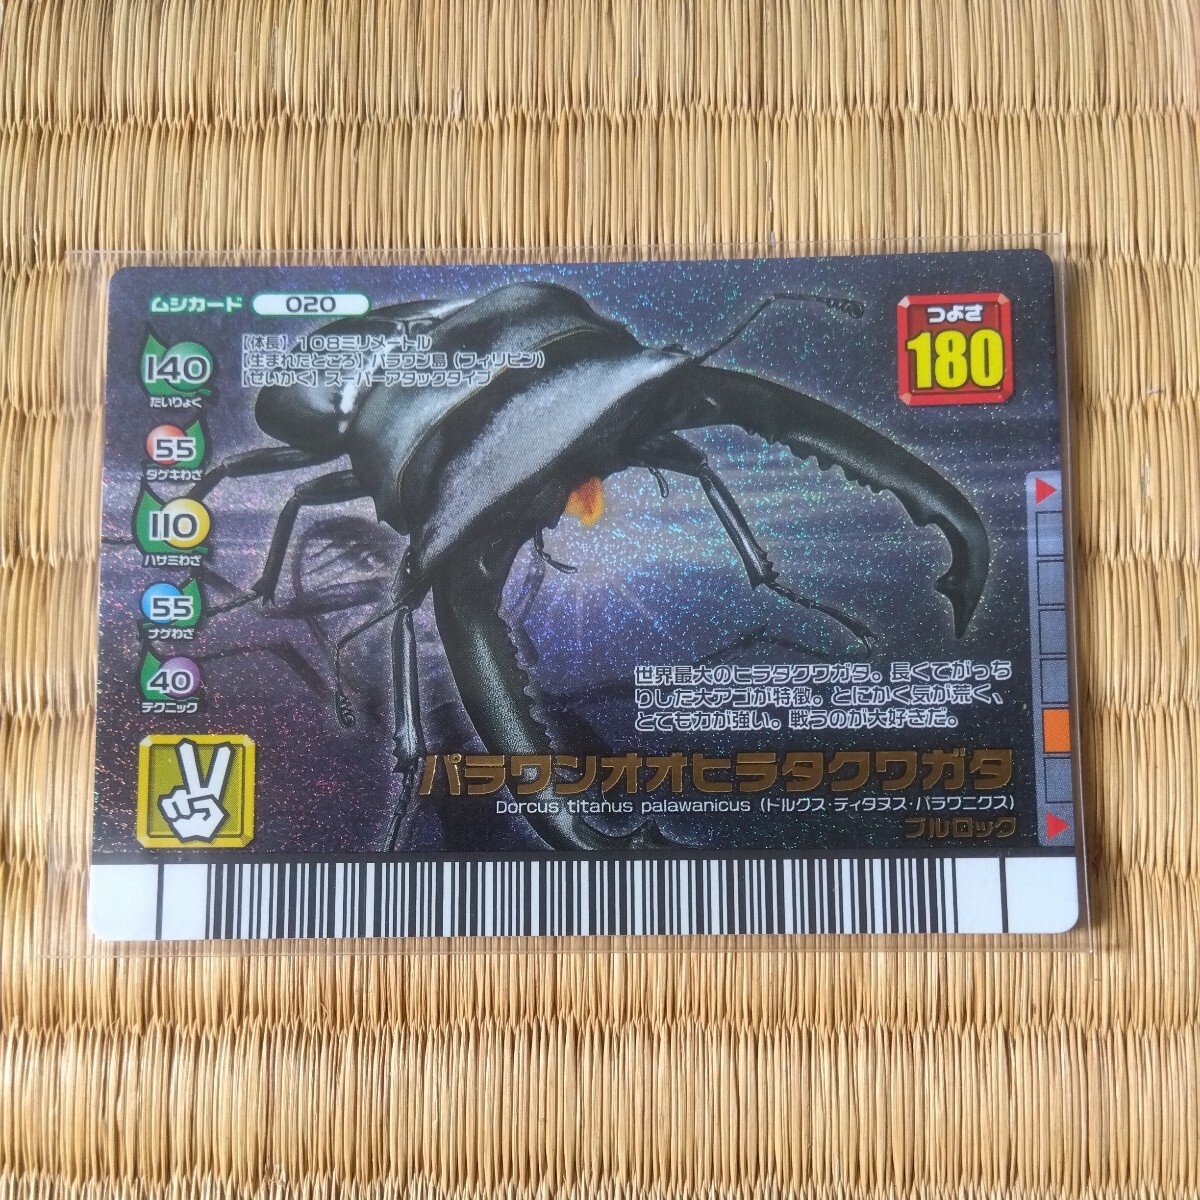 ムシカード 020
つよさ
180
【体長】108ミリメートル
【生まれたところ】パラワン島(フィリピン)
【せいかく】スーパーアタックタイプ
140
たいりょく
55
ダゲキわざ
110
ハサミわざ
55
ナゲわざ
40
テクニック
世界最大のヒラタクワガタ。長くてがっち
りした大アゴが特徴。とにかく気が荒く、
とても力が強い。戦うのが大好きだ。
パラワンオオヒラタクワガタ
Dorcus titanus palawanicus (ドルクス・ティタヌス・パラワニクス)
ブルロック